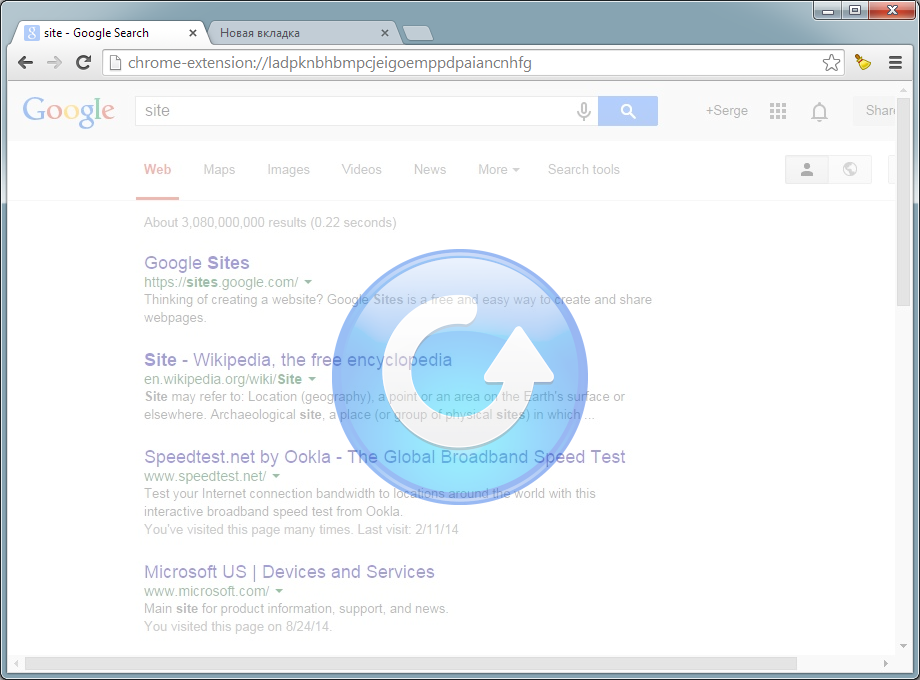 site - Google Search
Новая вкладка
chrome-extension://ladpknbhbmpcjeigoemppdpaiancnhfg
Google
site
+Serge
Share
Web
Maps
Images
Videos
News
More
Search tools
About 3,080,000,000 results (0.22 seconds)
Google Sites
https://sites.google.com/
Thinking of creating a website? Google Sites is a free and easy way to create and share
webpages.
Site - Wikipedia, the free encyclopedia
en.wikipedia.org/wiki/Site
Site may refer to: Location (geography), a point or an area on the Earth's surface or
elsewhere. Archaeological site, a place (or group of physical sites) in which ...
Speedtest.net by Ookla - The Global Broadband Speed Test
www.speedtest.net/
Test your Internet connection bandwidth to locations around the world with this
interactive broadband speed test from Ookla.
You've visited this page many times. Last visit: 2/11/14
Microsoft US | Devices and Services
www.microsoft.com/
Main site for product information, support, and news.
You visited this page on 8/24/14.